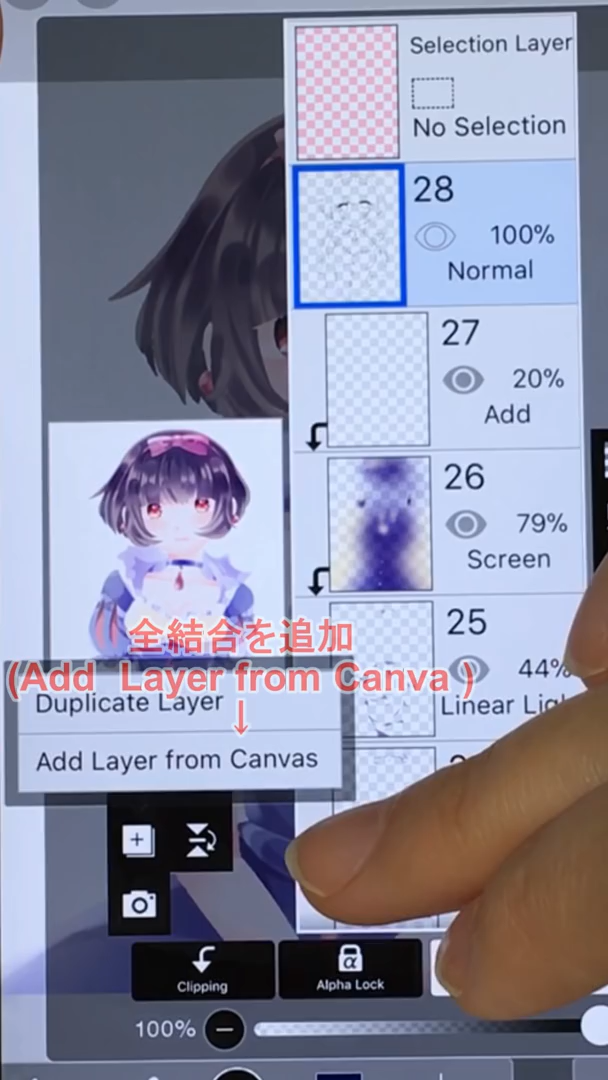 Selection Layer
No Selection
28
100%
Normal
27
20%
Add
26
79%
Screen
25
44%
Linear
全結合を追加
(Add Layer from Canva )
↓
Duplicate Layer
Add Layer from Canvas
Clipping
α
Alpha Lock
100%